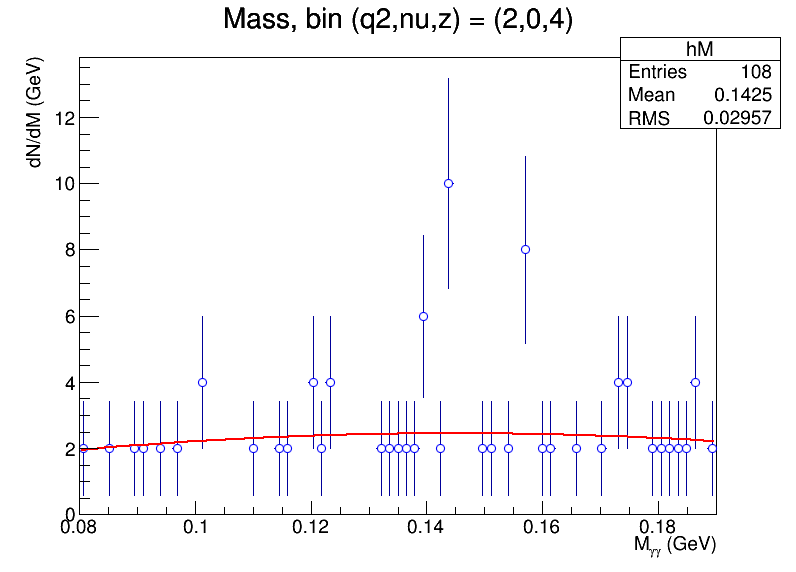 Mass, bin (q2,nu,z) = (2,0,4)
hM
Entries 108
Mean 0.1425
RMS 0.02957
dN/dM (GeV)
12
10
8
6
4
2
0
0.08 0.1 0.12 0.14 0.16 0.18
Mγγ (GeV)